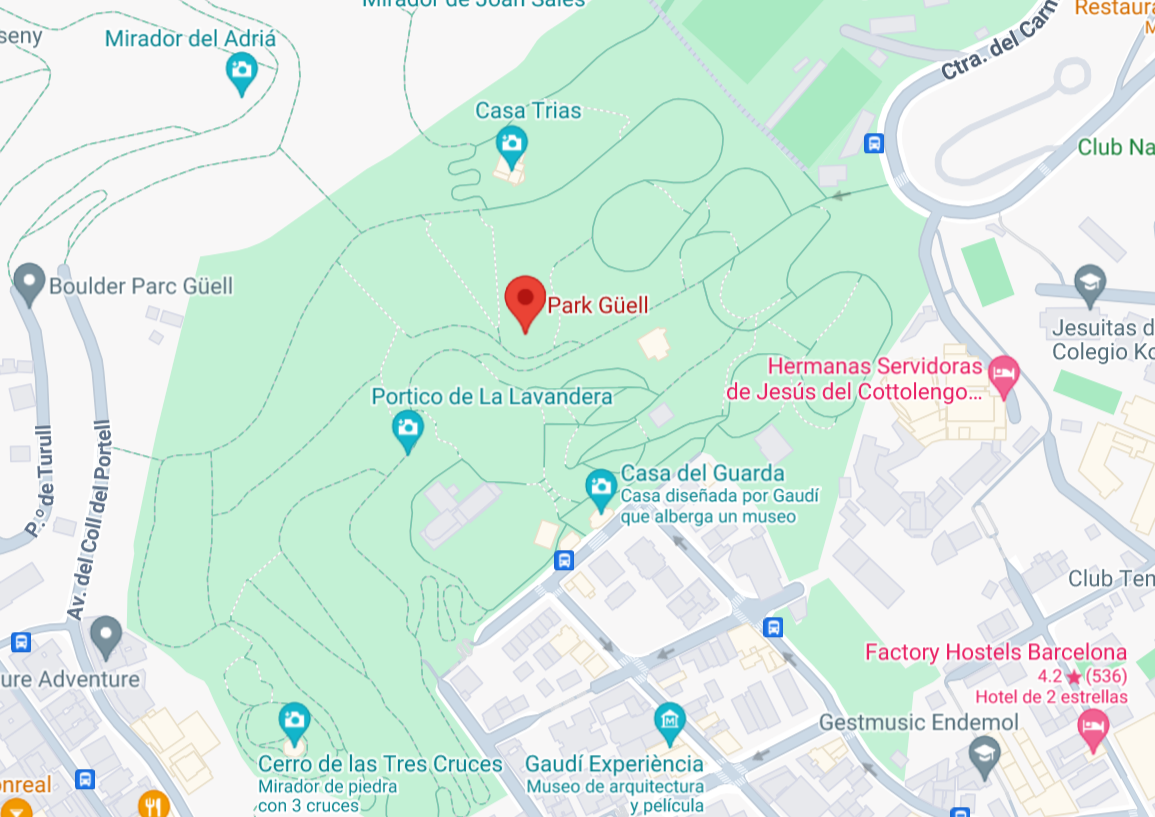 Mirador de Joan Sales
Restaura
seny
Mirador del Adriá
Ctra. del Carm
Casa Trias
Club Na
Boulder Parc Güell
Park Güell
Jesuitas d
Colegio Ko
Hermanas Servidoras
de Jesús del Cottolengo...
Portico de La Lavandera
P.º de Turull
Av. del Coll del Portell
Casa del Guarda
Casa diseñada por Gaudí
que alberga un museo
Club Ten
Factory Hostels Barcelona
4.2 ★ (536)
Hotel de 2 estrellas
ure Adventure
Gestmusic Endemol
Cerro de las Tres Cruces
Mirador de piedra
con 3 cruces
Gaudí Experiència
Museo de arquitectura
y película
onreal